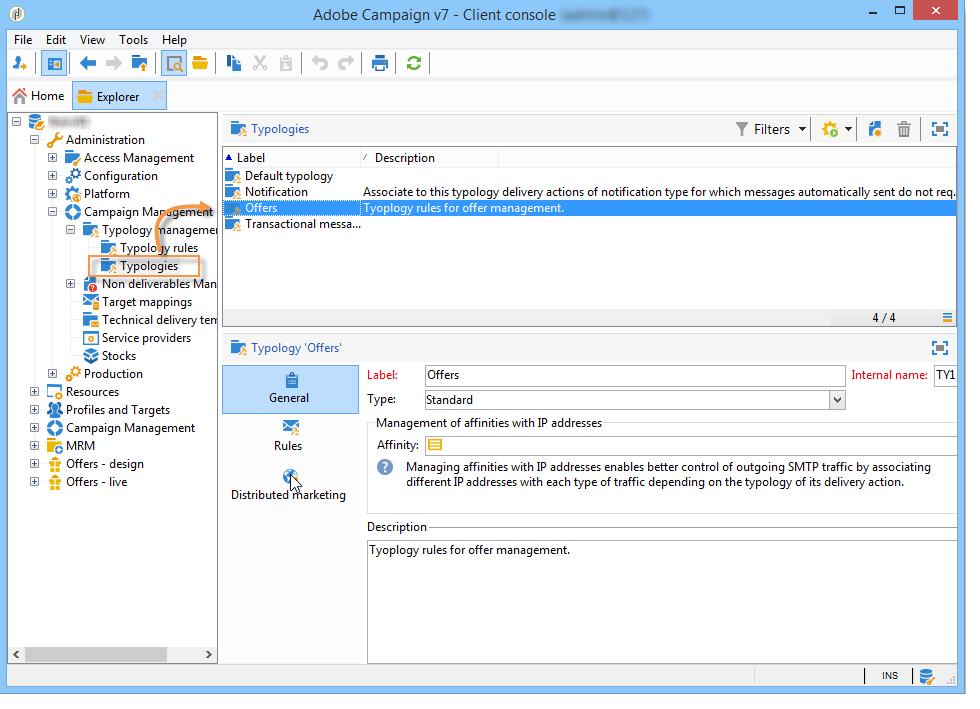 Adobe Campaign v7 - Client console
File Edit View Tools Help
Home Explorer
Administration
Access Management
Configuration
Platform
Campaign Management
Typology managemen
Typology rules
Typologies
Non deliverables Man
Target mappings
Technical delivery tem
Service providers
Stocks
Production
Resources
Profiles and Targets
Campaign Management
MRM
Offers - design
Offers - live
Typologies Filters
Label Description
Default typology
Notification Associate to this typology delivery actions of notification type for which messages automatically sent do not req...
Offers Tyoplogy rules for offer management.
Transactional messa...
4 / 4
Typology 'Offers'
General
Rules
Distributed marketing
Label: Offers Internal name: TY1
Type: Standard
Management of affinities with IP addresses
Affinity:
Managing affinities with IP addresses enables better control of outgoing SMTP traffic by associating
different IP addresses with each type of traffic depending on the typology of its delivery action.
Description
Tyoplogy rules for offer management.
INS